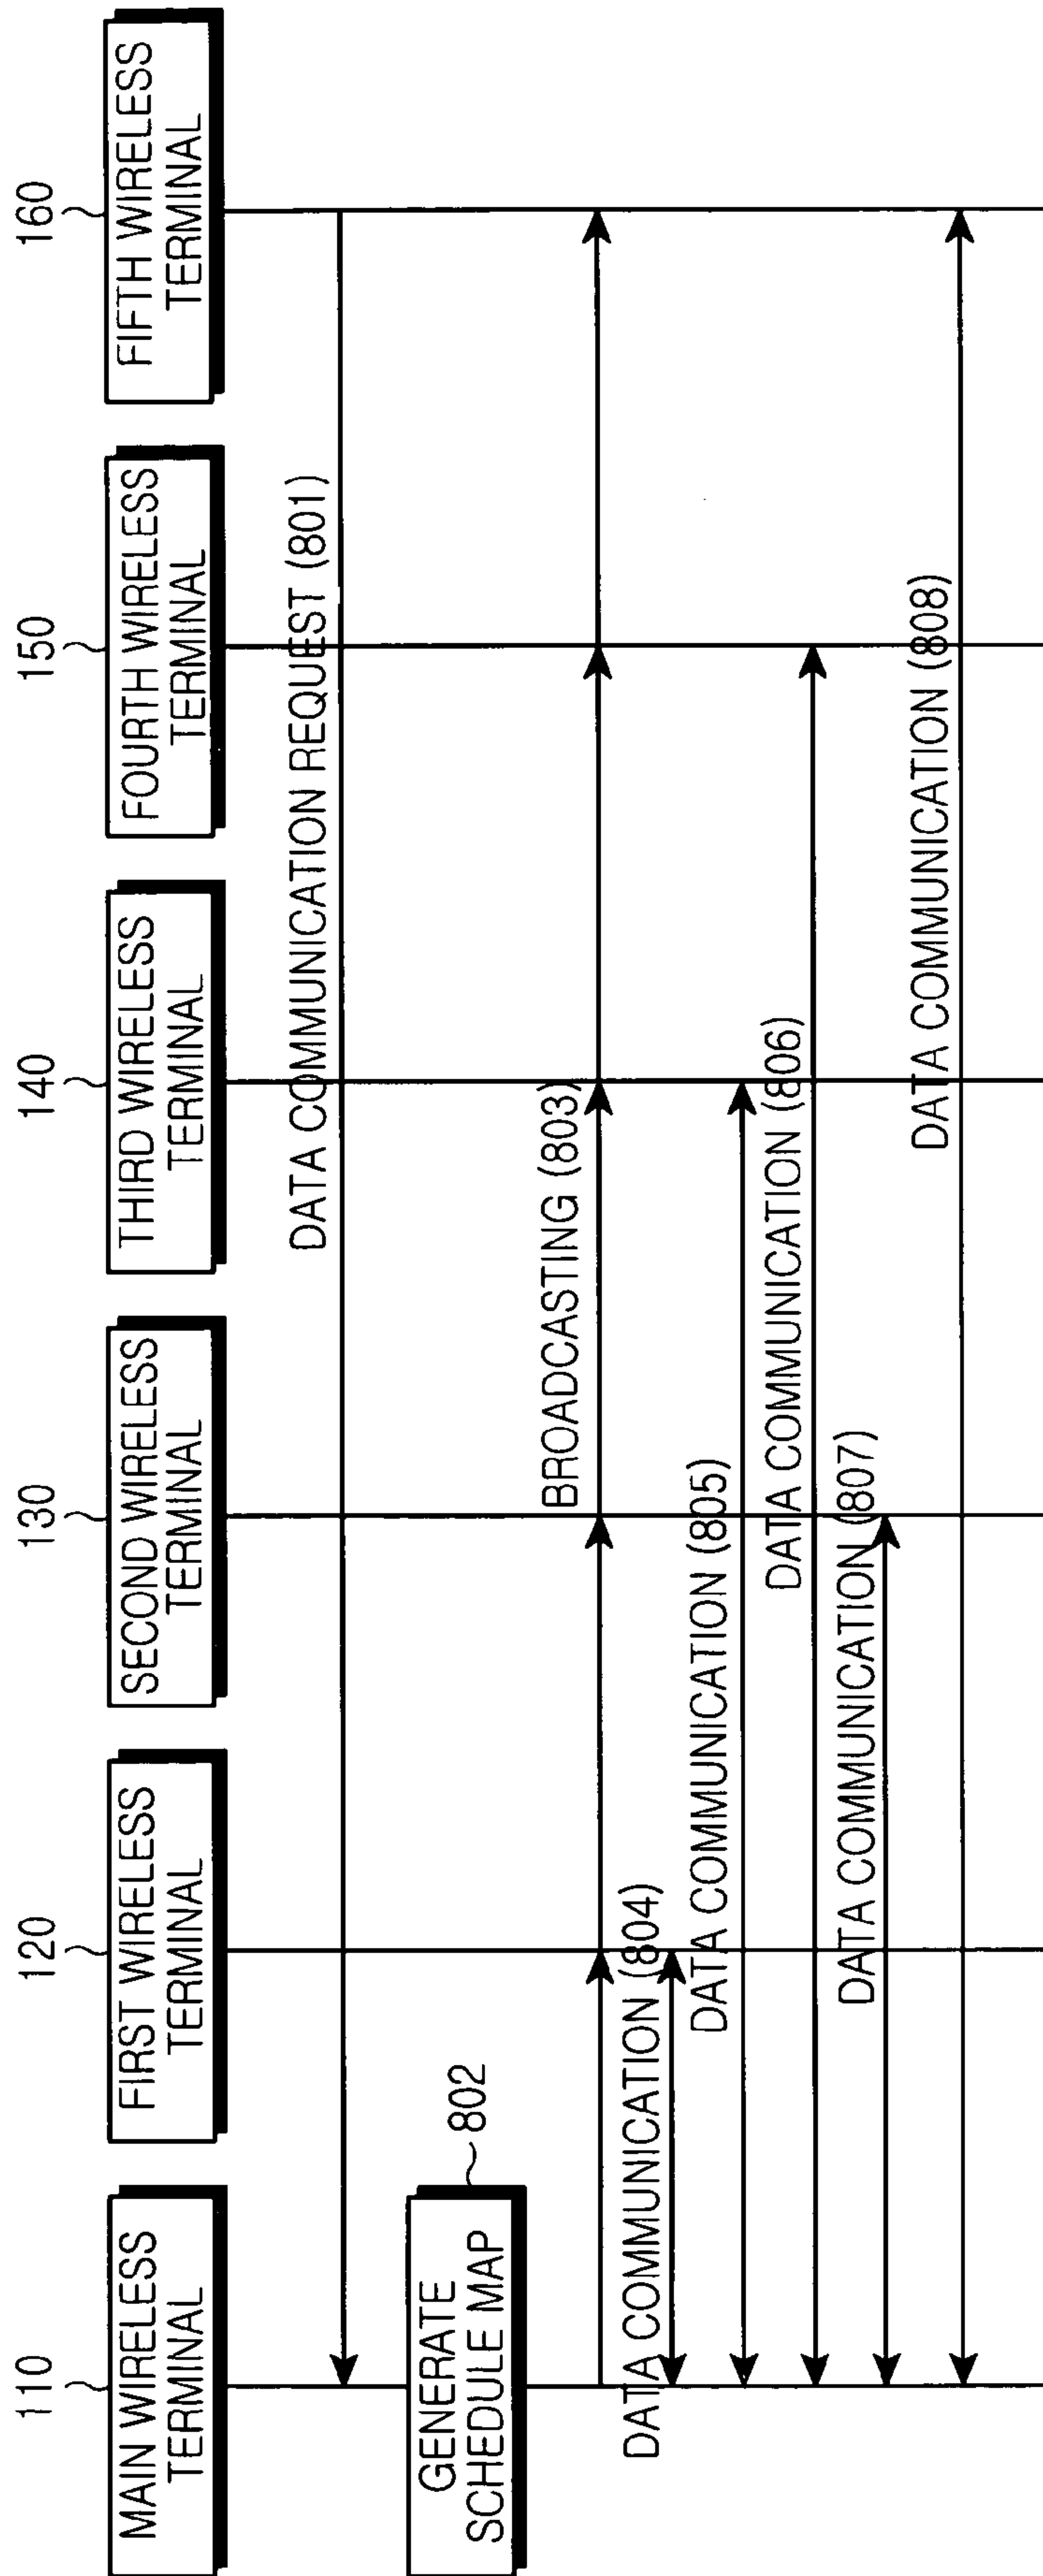 110
MAIN WIRELESS
TERMINAL
120
FIRST WIRELESS
TERMINAL
130
SECOND WIRELESS
TERMINAL
140
THIRD WIRELESS
TERMINAL
150
FOURTH WIRELESS
TERMINAL
160
FIFTH WIRELESS
TERMINAL
DATA COMMUNICATION REQUEST (801)
GENERATE
SCHEDULE MAP
802
BROADCASTING (803)
DATA COMMUNICATION (804)
DATA COMMUNICATION (805)
DATA COMMUNICATION (806)
DATA COMMUNICATION (807)
DATA COMMUNICATION (808)